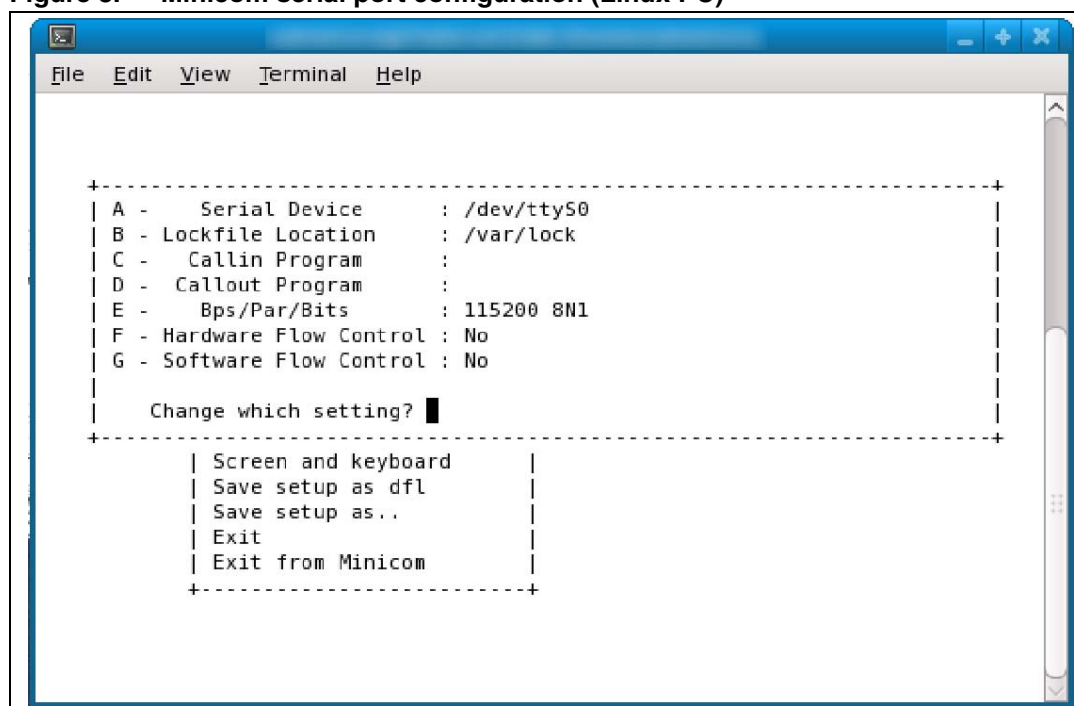 Minicom serial port configuration (Linux PC)
File Edit View Terminal Help
A - Serial Device : /dev/ttyS0
B - Lockfile Location : /var/lock
C - Callin Program :
D - Callout Program :
E - Bps/Par/Bits : 115200 8N1
F - Hardware Flow Control : No
G - Software Flow Control : No
Change which setting?
Screen and keyboard
Save setup as dfl
Save setup as..
Exit
Exit from Minicom